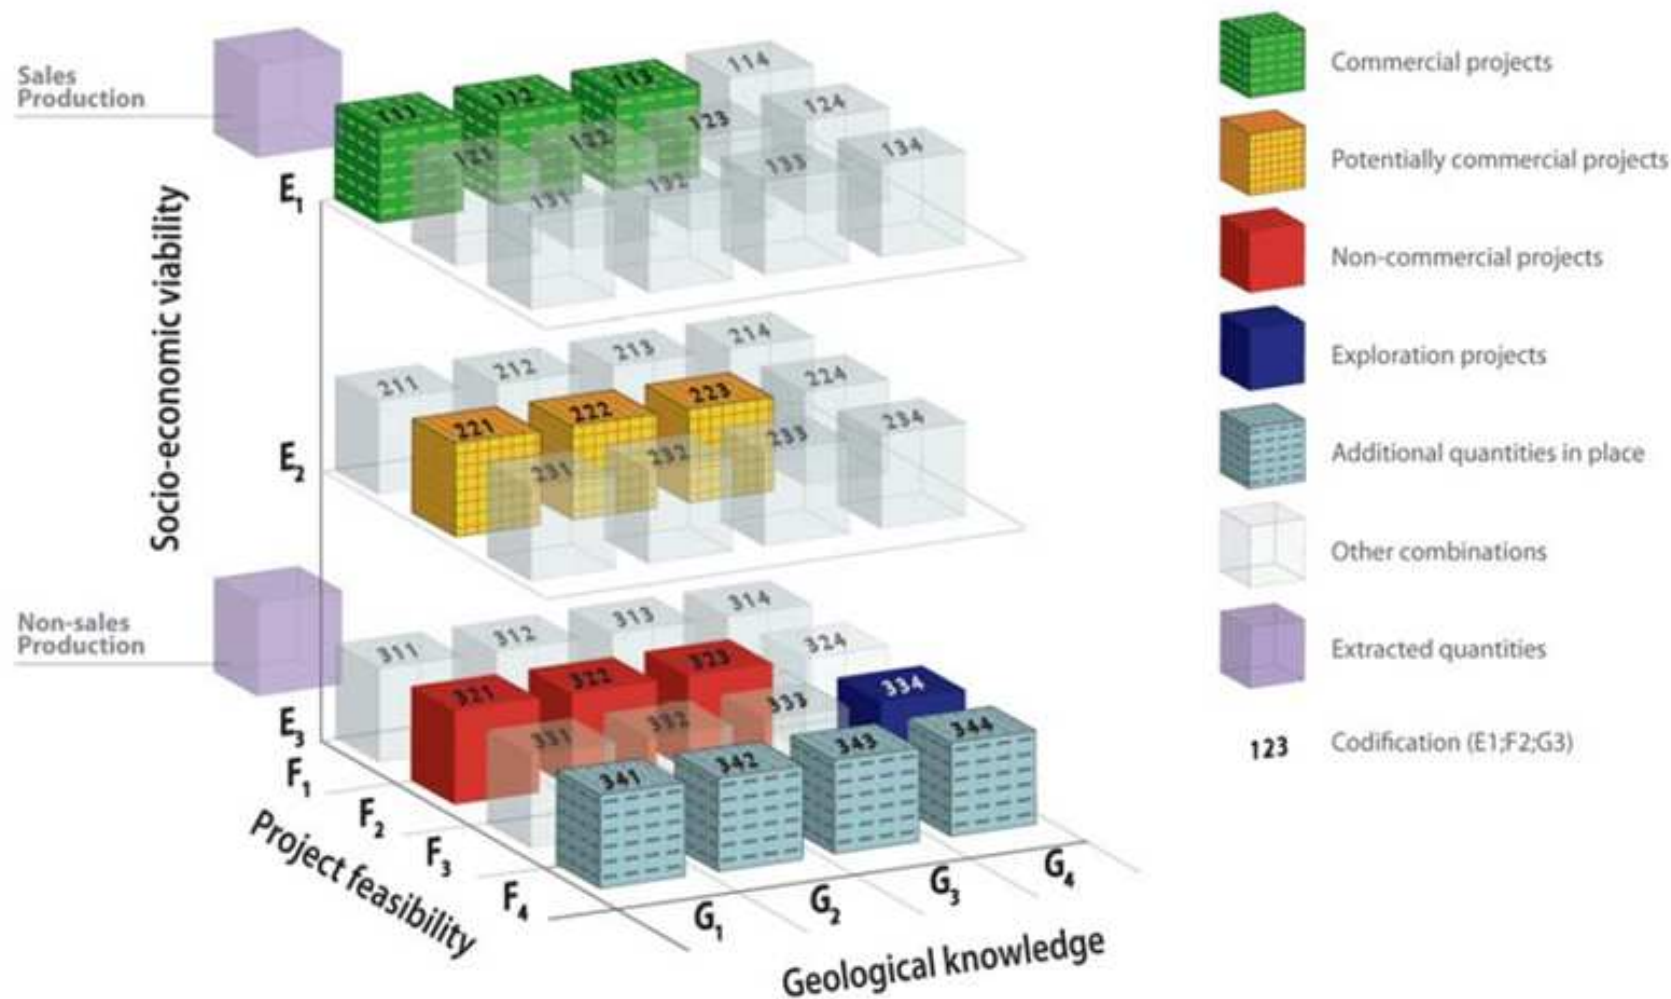 Sales
Production
Non-sales
Production
Socio-economic viability
E1
E2
E3
F1
F2
F3
F4
Project feasibility
G1
G2
G3
G4
Geological knowledge
111
112
113
114
121
122
123
124
131
132
133
134
211
212
213
214
221
222
223
224
231
232
233
234
311
312
313
314
321
322
323
324
331
332
333
334
341
342
343
344
Commercial projects
Potentially commercial projects
Non-commercial projects
Exploration projects
Additional quantities in place
Other combinations
Extracted quantities
123 Codification (E1;F2;G3)